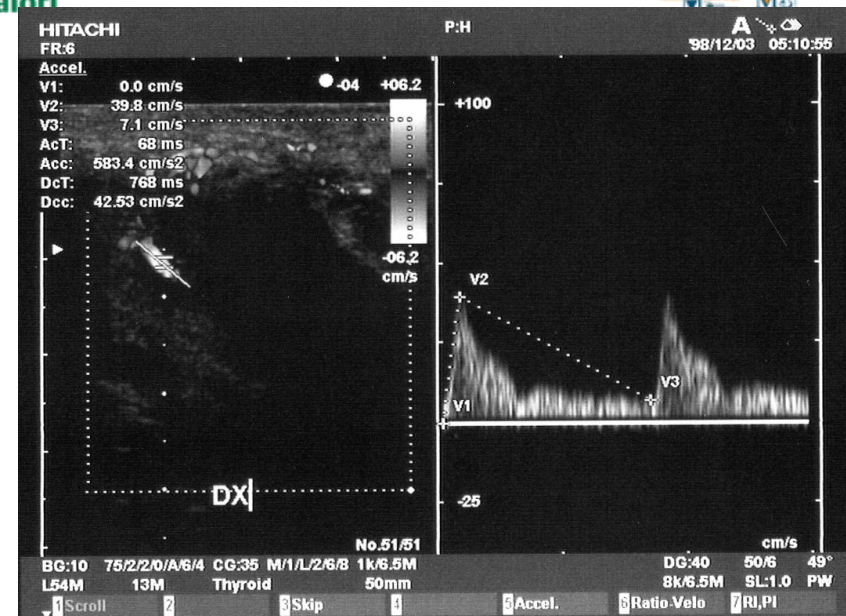 HITACHI
P:H
A
FR:6
'98/12/03 05:10:55
Accel.
V1: 0.0 cm/s
V2: 39.8 cm/s
V3: 7.1 cm/s
AcT: 68 ms
Acc: 583.4 cm/s2
DcT: 768 ms
Dcc: 42.53 cm/s2
-04 +06.2
-06.2
cm/s
+100
V2
V3
V1
-25
DX
No.51/51
cm/s
BG:10 75/2/2/0/A/6/4 CG:35 M/1/L/2/6/8 1k/6.5M
DG:40 50/6 49°
L54M 13M Thyroid 50mm
8k/6.5M SL:1.0 PW
1 Scroll 2 3 Skip 4 5 Accel. 6 Ratio-Velo 7 RI,PI